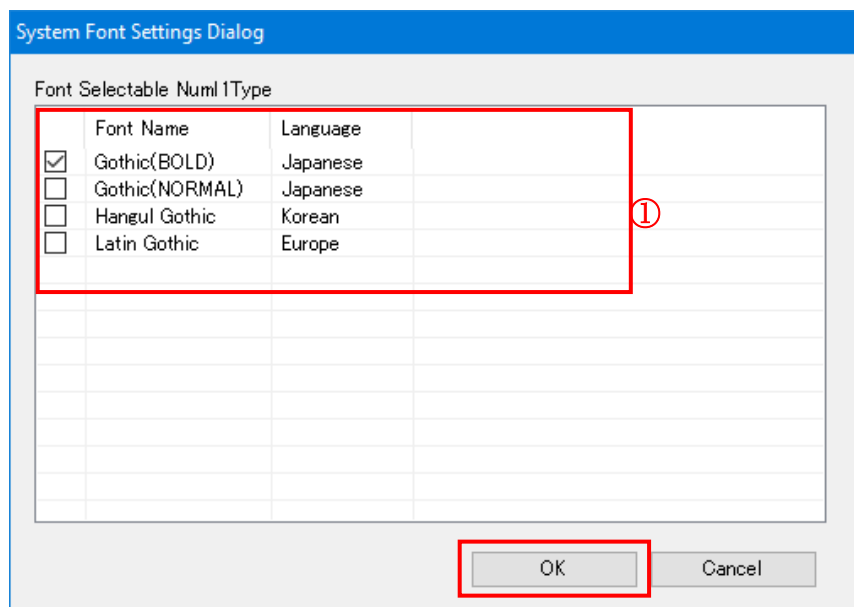 System Font Settings Dialog
Font Selectable Num[1Type
Font Name Language
Gothic(BOLD) Japanese
Gothic(NORMAL) Japanese
Hangul Gothic Korean
Latin Gothic Europe
①
OK Cancel